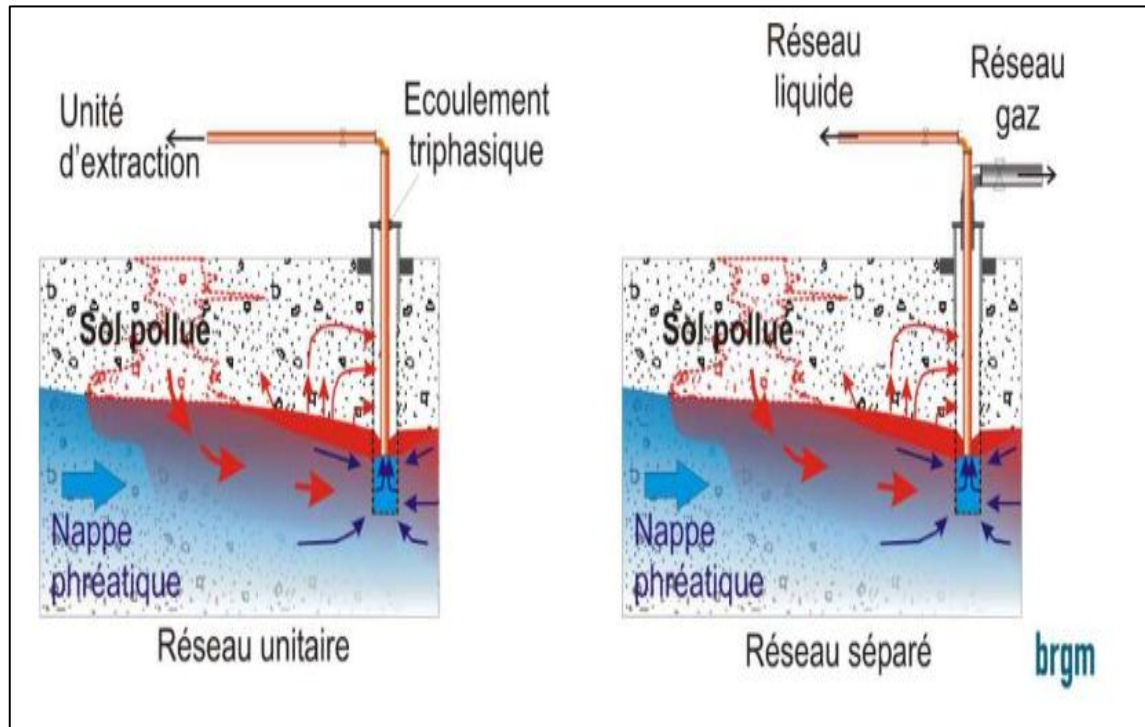 Unité
d'extraction
Ecoulement
triphasique
Sol pollué
Nappe
phréatique
Réseau unitaire
Réseau
liquide
Réseau
gaz
Sol pollué
Nappe
phréatique
Réseau séparé
brgm